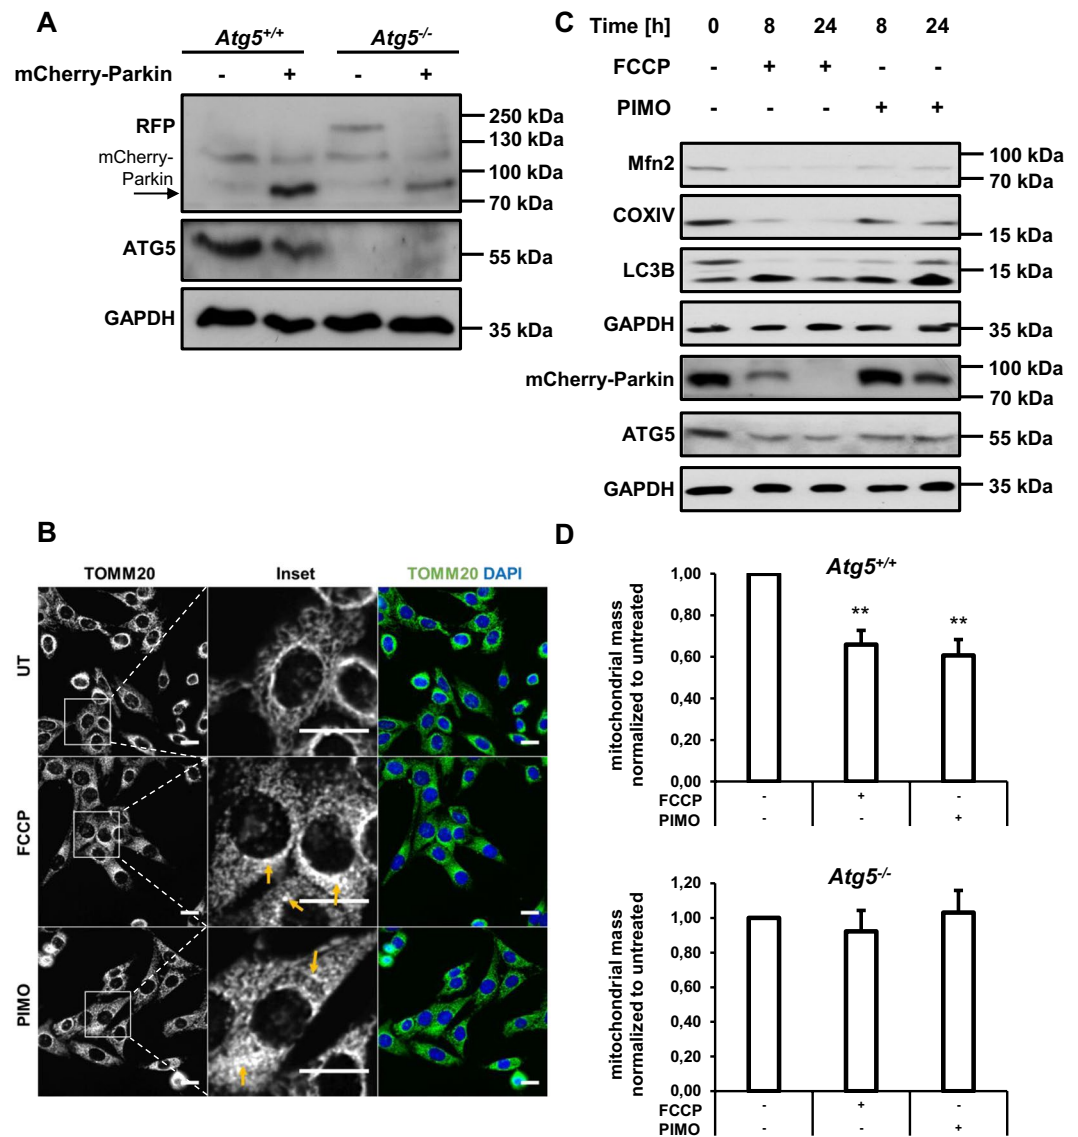 A
Atg5+/+ Atg5-/-
mCherry-Parkin - + - +
RFP
mCherry-
Parkin
250 kDa
130 kDa
100 kDa
70 kDa
ATG5
55 kDa
GAPDH
35 kDa
C Time [h] 0 8 24 8 24
FCCP - + + - -
PIMO - - - + +
Mfn2
100 kDa
70 kDa
COXIV
15 kDa
LC3B
15 kDa
GAPDH
35 kDa
mCherry-Parkin
100 kDa
70 kDa
ATG5
55 kDa
GAPDH
35 kDa
B
TOMM20 Inset TOMM20 DAPI
UT
FCCP
PIMO
D
Atg5+/+
mitochondrial mass
normalized to untreated
1,00
0,80
0,60
0,40
0,20
0,00
** **
FCCP - + -
PIMO - - +
Atg5-/-
mitochondrial mass
normalized to untreated
1,20
1,00
0,80
0,60
0,40
0,20
0,00
FCCP - + -
PIMO - - +